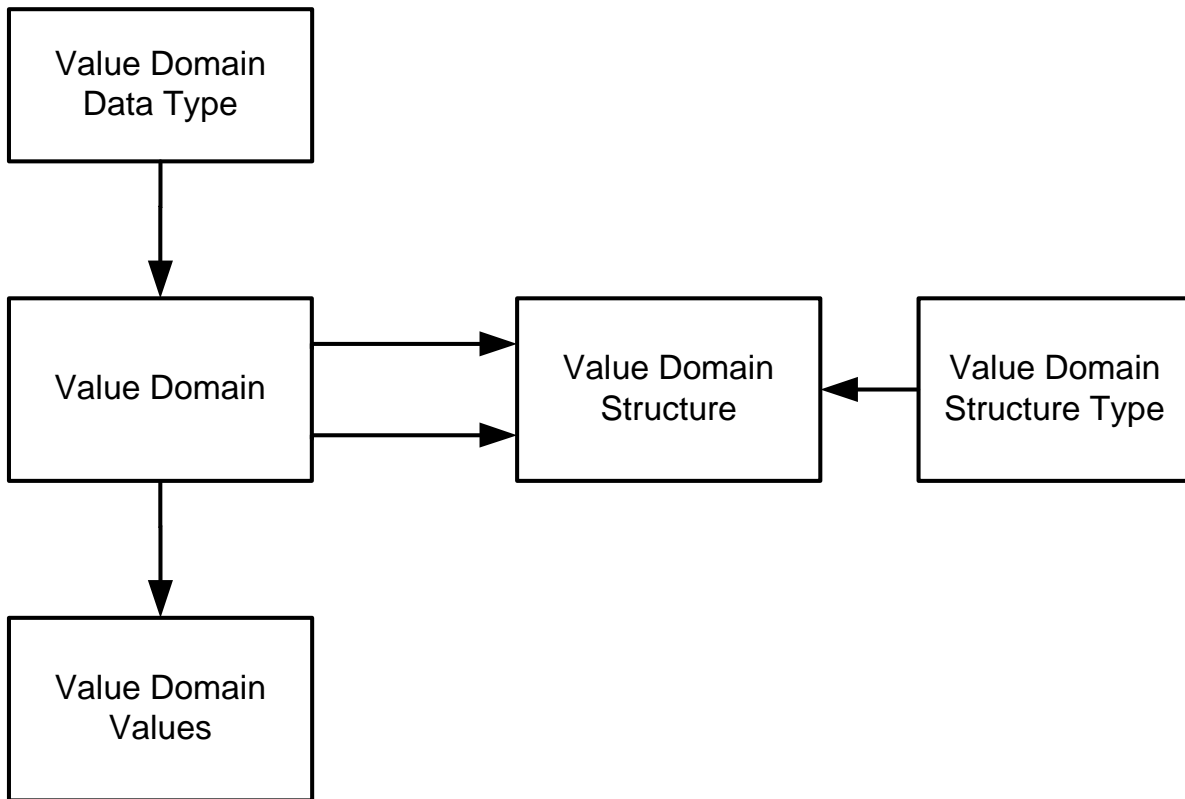 Value Domain
Data Type
Value Domain
Value Domain
Structure
Value Domain
Structure Type
Value Domain
Values